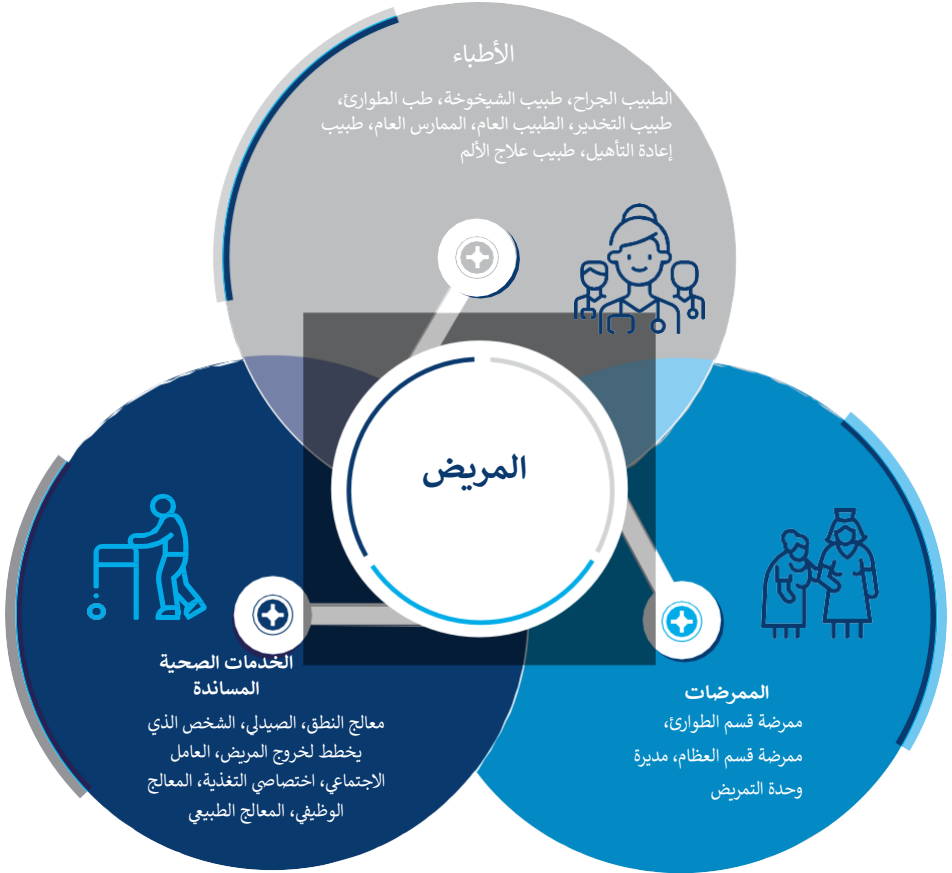 الأطباء
الطبيب الجراح، طبيب الشيخوخة، طب الطوارئ،
طبيب التخدير، الطبيب العام، الممارس العام، طبيب
إعادة التأهيل، طبيب علاج الألم
المريض
الممرضات
ممرضة قسم الطوارئ،
ممرضة قسم العظام، مديرة
وحدة التمريض
الخدمات الصحية
المساندة
معالج النطق، الصيدلي، الشخص الذي
يخطط لخروج المريض، العامل
الاجتماعي، اختصاصي التغذية، المعالج
الوظيفي، المعالج الطبيعي